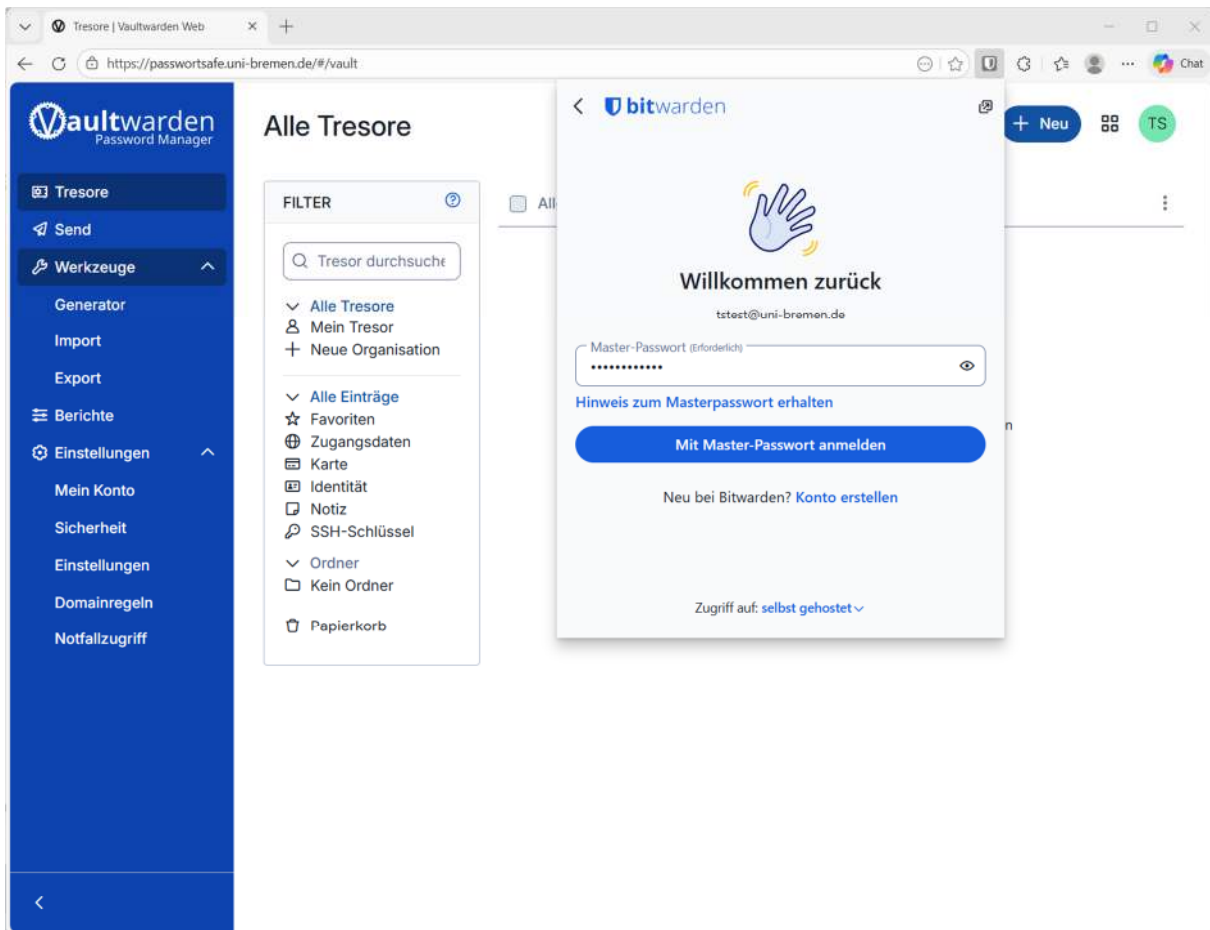 Tresore | Vaultwarden Web
https://passwortsafe.uni-bremen.de/#/vault
Chat
Vaultwarden
Password Manager
Tresore
Send
Werkzeuge
Generator
Import
Export
Berichte
Einstellungen
Mein Konto
Sicherheit
Einstellungen
Domainregeln
Notfallzugriff
Alle Tresore
+ Neu
TS
FILTER
Tresor durchsuche
Alle Tresore
Mein Tresor
Neue Organisation
Alle Einträge
Favoriten
Zugangsdaten
Karte
Identität
Notiz
SSH-Schlüssel
Ordner
Kein Ordner
Papierkorb
All
n
bitwarden
Willkommen zurück
tstest@uni-bremen.de
Master-Passwort (Erforderlich)
••••••••••••
Hinweis zum Masterpasswort erhalten
Mit Master-Passwort anmelden
Neu bei Bitwarden? Konto erstellen
Zugriff auf: selbst gehostet